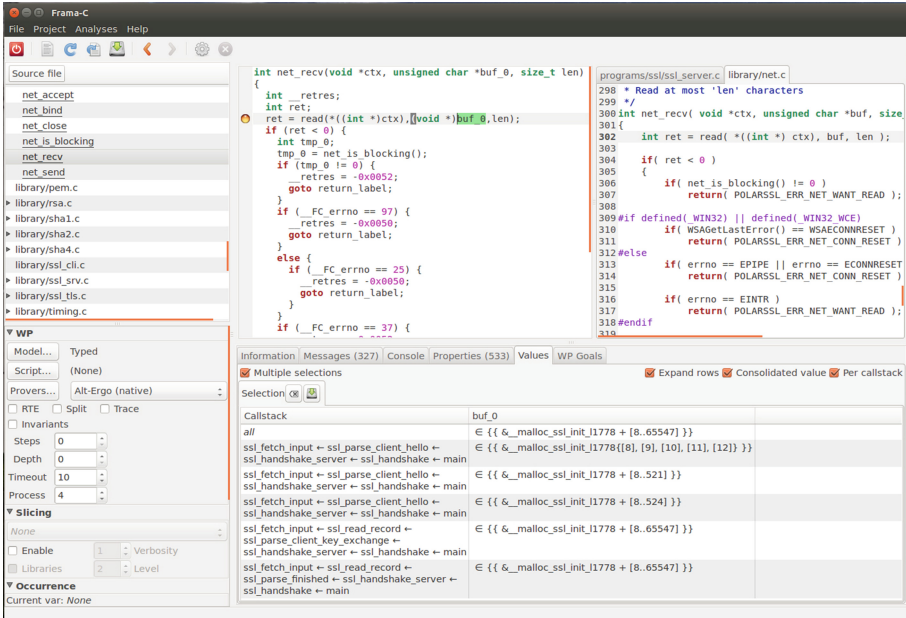 Frama-C
File Project Analyses Help
Source file
net_accept
net_bind
net_close
net_is_blocking
net_recv
net_send
library/pem.c
library/rsa.c
library/sha1.c
library/sha2.c
library/sha4.c
library/ssl_cli.c
library/ssl_srv.c
library/ssl_tls.c
library/timing.c
WP
Model... Typed
Script... (None)
Provers... Alt-Ergo (native)
RTE Split Trace
Invariants
Steps 0
Depth 0
Timeout 10
Process 4
Slicing
None
Enable 1 Verbosity
Libraries 2 Level
Occurrence
Current var: None
int net_recv(void *ctx, unsigned char *buf_0, size_t len)
{
int __retres;
int ret;
ret = read(*((int *)ctx),(void *)buf_0,len);
if (ret < 0) {
int tmp_0;
tmp_0 = net_is_blocking();
if (tmp_0 != 0) {
__retres = -0x0052;
goto return_label;
}
if (__FC_errno == 97) {
__retres = -0x0050;
goto return_label;
}
else {
if (__FC_errno == 25) {
__retres = -0x0050;
goto return_label;
}
}
if (__FC_errno == 37) {
programs/ssl/ssl_server.c library/net.c
298 * Read at most 'len' characters
299 */
300 int net_recv( void *ctx, unsigned char *buf, size_
301 {
302 int ret = read( *((int *) ctx), buf, len );
303
304 if( ret < 0 )
305 {
306 if( net_is_blocking() != 0 )
307 return( POLARSSL_ERR_NET_WANT_READ );
308
309 #if defined(_WIN32) || defined(_WIN32_WCE)
310 if( WSAGetLastError() == WSAECONNRESET )
311 return( POLARSSL_ERR_NET_CONN_RESET )
312 #else
313 if( errno == EPIPE || errno == ECONNRESET
314 return( POLARSSL_ERR_NET_CONN_RESET )
315
316 if( errno == EINTR )
317 return( POLARSSL_ERR_NET_WANT_READ );
318 #endif
319
Information Messages (327) Console Properties (533) Values WP Goals
Multiple selections Expand rows Consolidated value Per callstack
Selection
Callstack buf_0
all ∈ {{ &__malloc_ssl_init_l1778 + [8..65547] }}
ssl_fetch_input ← ssl_parse_client_hello ← ∈ {{ &__malloc_ssl_init_l1778{[8], [9], [10], [11], [12]} }}
ssl_handshake_server ← ssl_handshake ← main
ssl_fetch_input ← ssl_parse_client_hello ← ∈ {{ &__malloc_ssl_init_l1778 + [8..521] }}
ssl_handshake_server ← ssl_handshake ← main
ssl_fetch_input ← ssl_parse_client_hello ← ∈ {{ &__malloc_ssl_init_l1778 + [8..524] }}
ssl_handshake_server ← ssl_handshake ← main
ssl_fetch_input ← ssl_read_record ← ∈ {{ &__malloc_ssl_init_l1778 + [8..65547] }}
ssl_parse_client_key_exchange ←
ssl_handshake_server ← ssl_handshake ← main
ssl_fetch_input ← ssl_read_record ← ∈ {{ &__malloc_ssl_init_l1778 + [8..65547] }}
ssl_parse_finished ← ssl_handshake_server ←
ssl_handshake ← main